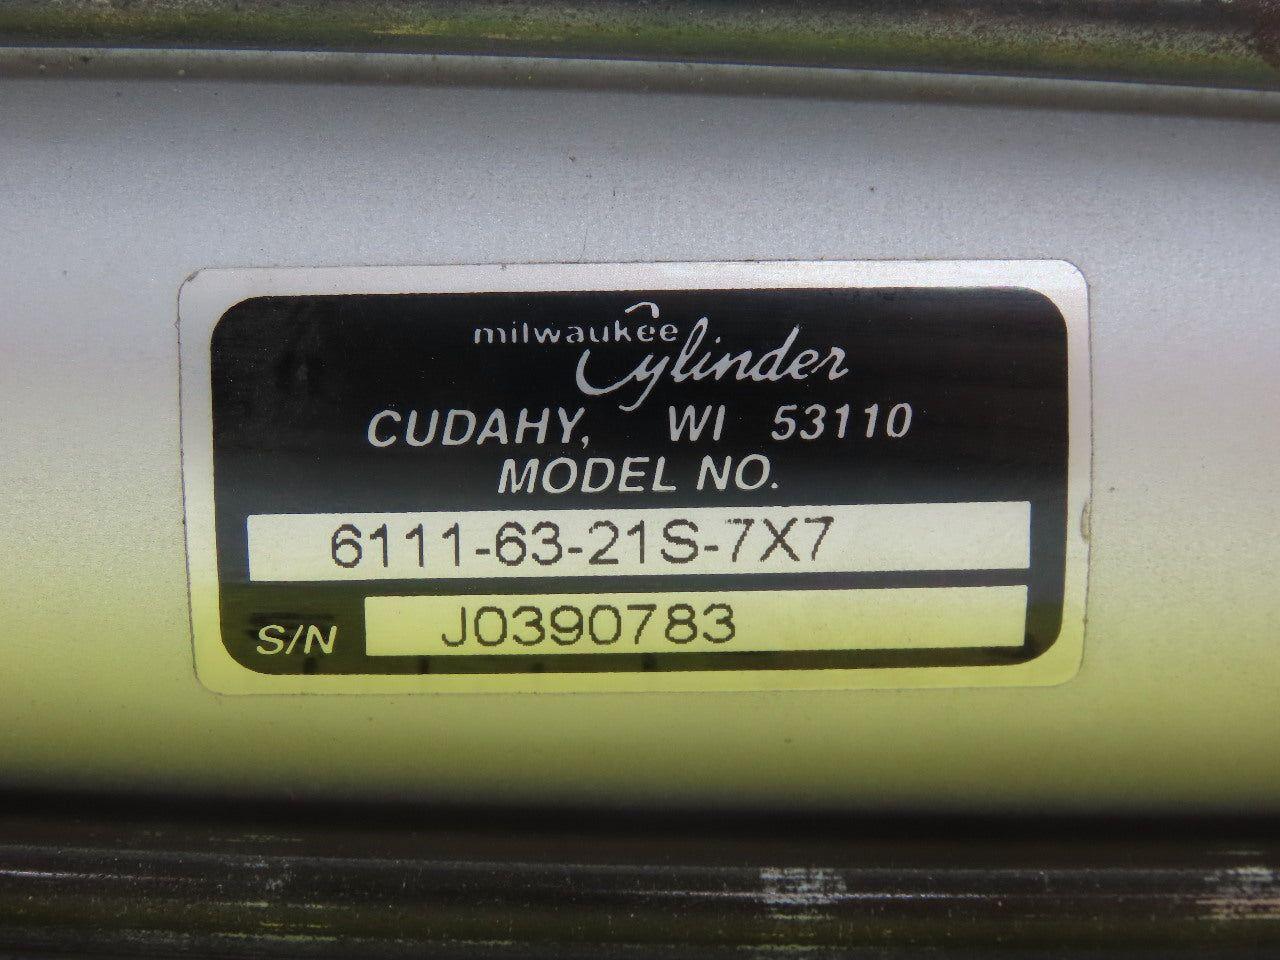 milwaukee Cylinder
CUDAHY, WI 53110
MODEL NO.
6111-63-21S-7X7
S/N J0390783